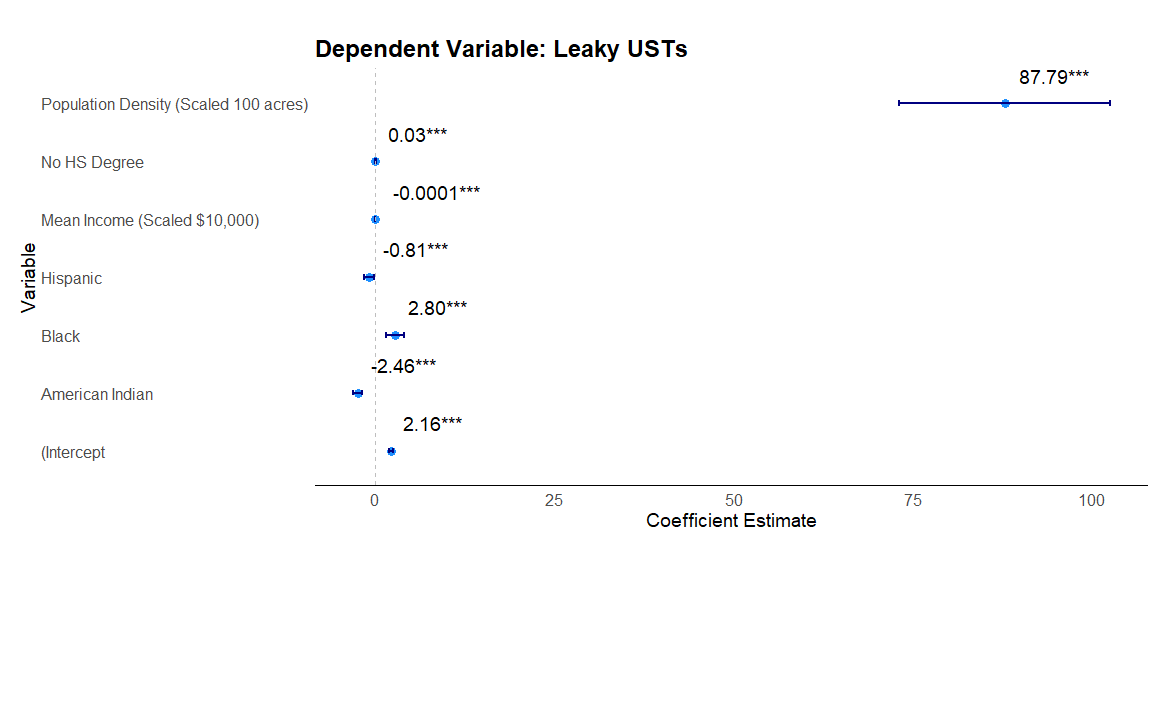 Dependent Variable: Leaky USTs
87.79***
Population Density (Scaled 100 acres)
0.03***
No HS Degree
-0.0001***
Mean Income (Scaled $10,000)
-0.81***
Variable
Hispanic
2.80***
Black
-2.46***
American Indian
2.16***
(Intercept
0 25 50 75 100
Coefficient Estimate